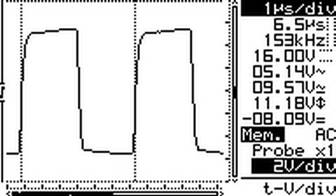 1µs/div
6.5µs
153kHz
16.00V
05.14V~
09.57V≂
11.18V⇕
-08.09V=
Mem. AC
Probe x1
2V/div
t-V/div